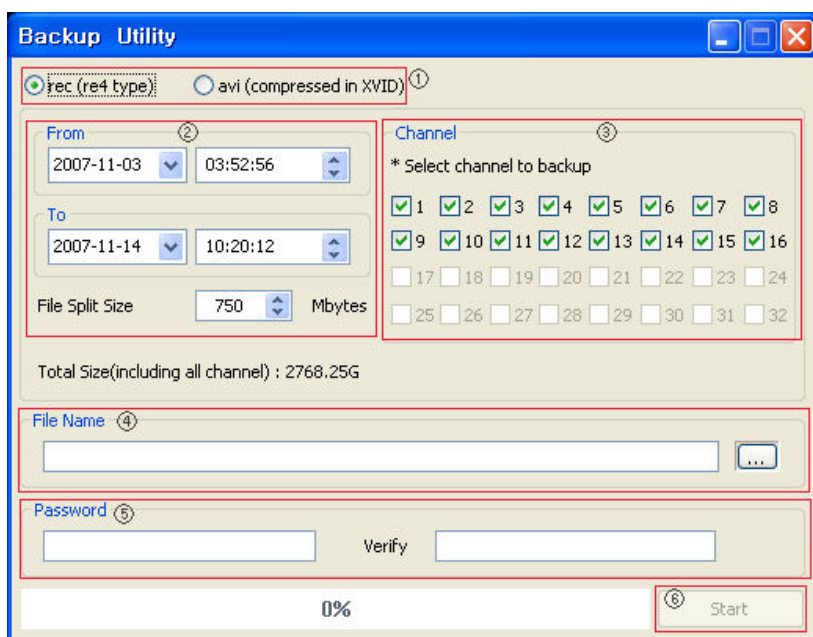 Backup Utility
rec (re4 type) avi (compressed in XVID) ①
From ②
2007-11-03 03:52:56
To
2007-11-14 10:20:12
File Split Size 750 Mbytes
Channel ③
* Select channel to backup
1 2 3 4 5 6 7 8
9 10 11 12 13 14 15 16
17 18 19 20 21 22 23 24
25 26 27 28 29 30 31 32
Total Size(including all channel) : 2768.25G
File Name ④
...
Password ⑤
Verify
0%
⑥ Start